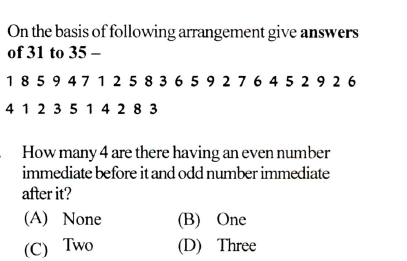 On the basis of following arrangement give answers
of 31 to 35 –
1 8 5 9 4 7 1 2 5 8 3 6 5 9 2 7 6 4 5 2 9 2 6
4 1 2 3 5 1 4 2 8 3
How many 4 are there having an even number
immediate before it and odd number immediate
after it?
(A) None (B) One
(C) Two (D) Three